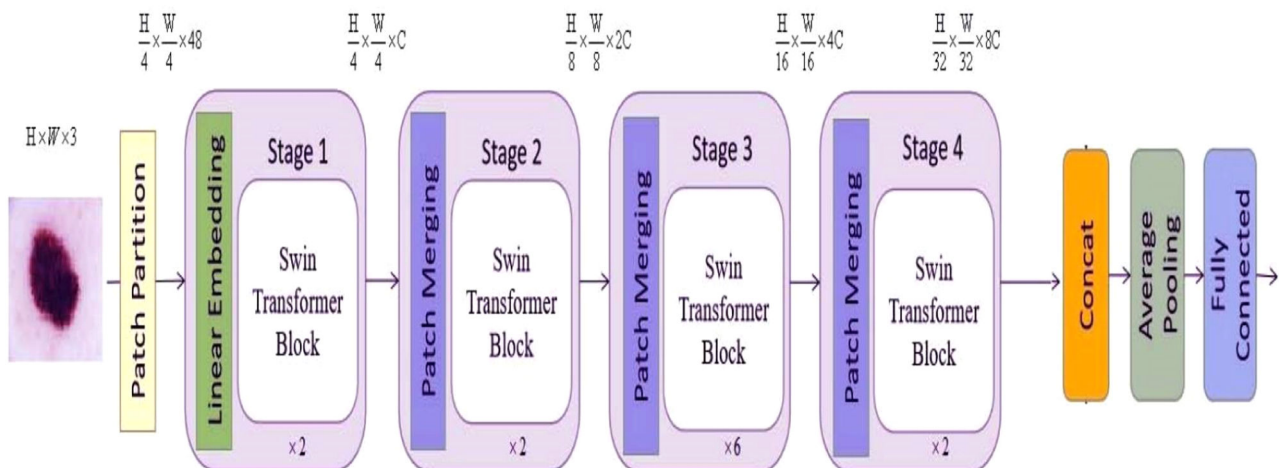 H/4×W/4×48
H/4×W/4×C
H/8×W/8×2C
H/16×W/16×4C
H/32×W/32×8C
H×W×3
Patch Partition
Linear Embedding
Stage 1
Swin
Transformer
Block
×2
Patch Merging
Stage 2
Swin
Transformer
Block
×2
Patch Merging
Stage 3
Swin
Transformer
Block
×6
Patch Merging
Stage 4
Swin
Transformer
Block
×2
Concat
Average
Pooling
Fully
Connected